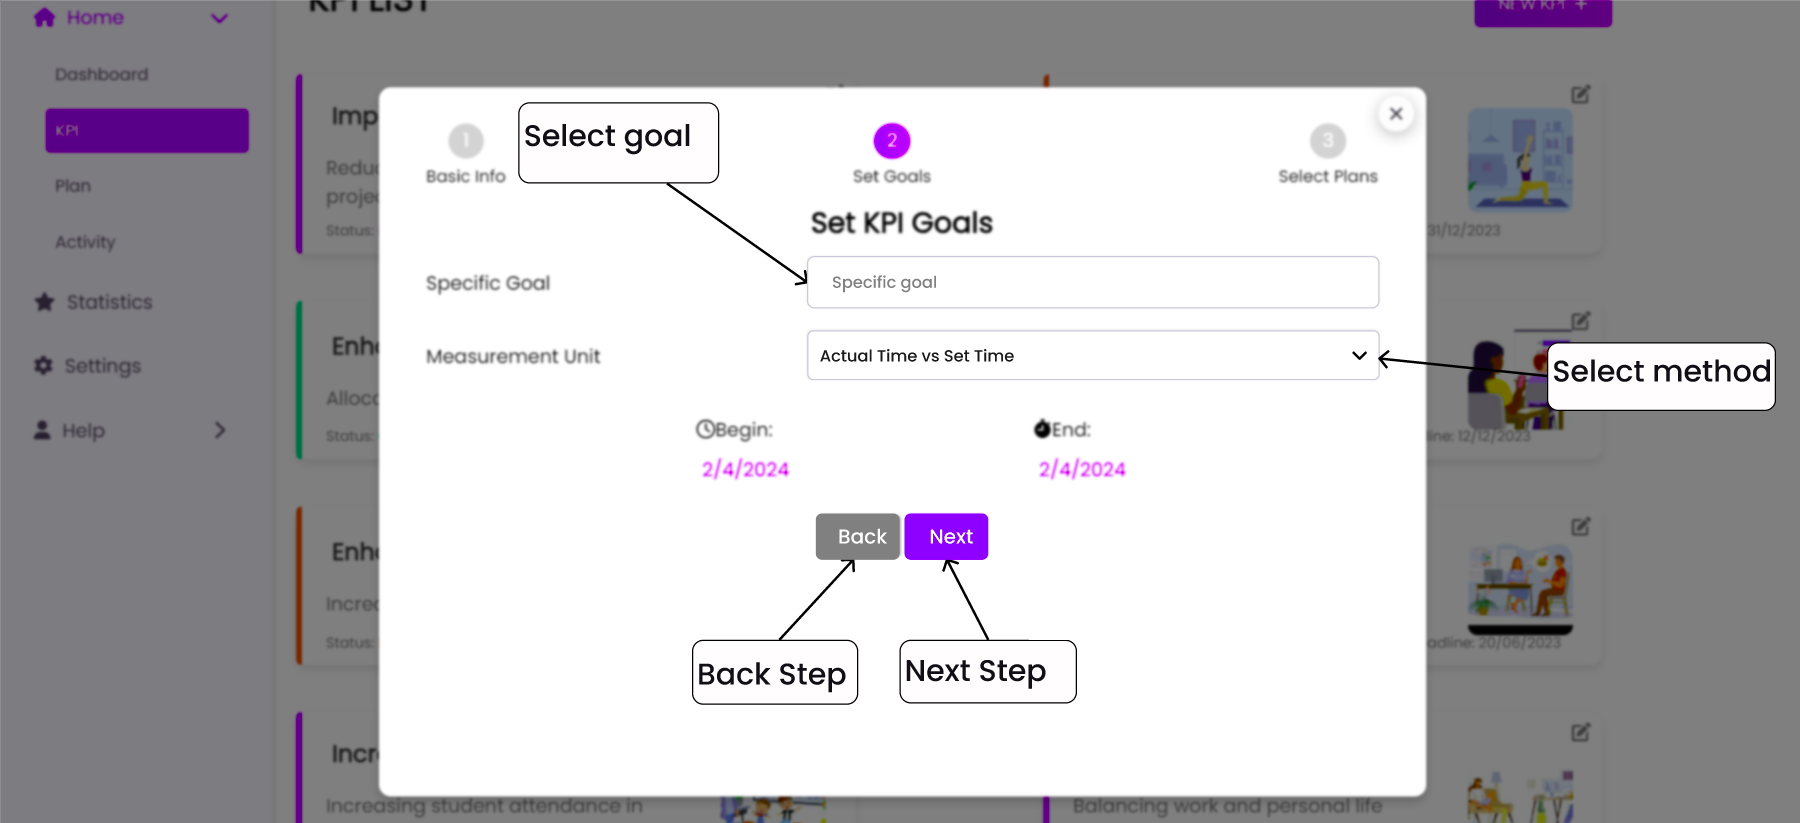 KPI LIST
NEW KPI +
Home
Dashboard
KPI
Plan
Activity
Statistics
Settings
Help
Select goal
1
Basic Info
2
Set Goals
3
Select Plans
Set KPI Goals
Specific Goal
Specific goal
Measurement Unit
Actual Time vs Set Time
Select method
Begin:
End:
2/4/2024
2/4/2024
Back
Next
Back Step
Next Step
Imp
Reduc
projec
Status:
31/12/2023
Enh
Alloc
Status:
line: 12/12/2023
Enh
Increa
Status:
adline: 20/06/2023
Incr
Increasing student attendance in
Balancing work and personal life